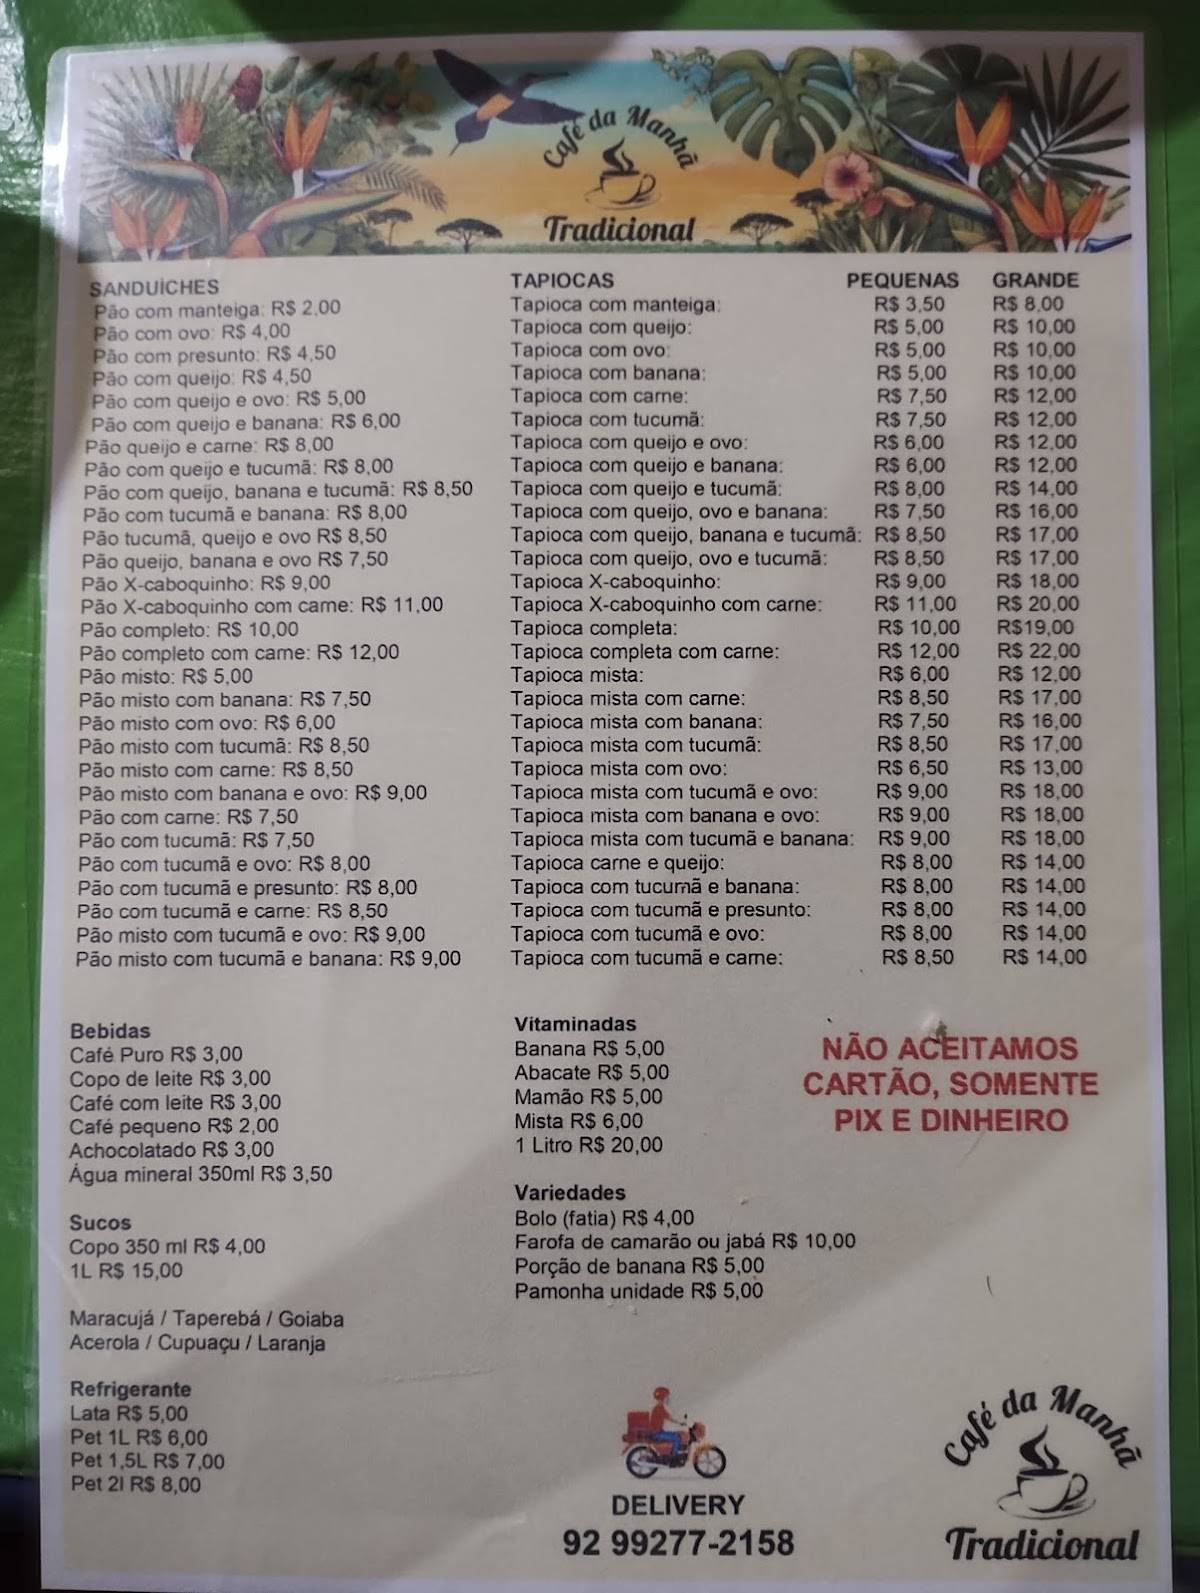 Café da Manhã
Tradicional
SANDUÍCHES
Pão com manteiga: R$ 2,00
Pão com ovo: R$ 4,00
Pão com presunto: R$ 4,50
Pão com queijo: R$ 4,50
Pão com queijo e ovo: R$ 5,00
Pão com queijo e banana: R$ 6,00
Pão queijo e carne: R$ 8,00
Pão com queijo e tucumã: R$ 8,00
Pão com queijo, banana e tucumã: R$ 8,50
Pão com tucumã e banana: R$ 8,00
Pão tucumã, queijo e ovo R$ 8,50
Pão queijo, banana e ovo R$ 7,50
Pão X-caboquinho: R$ 9,00
Pão X-caboquinho com carne: R$ 11,00
Pão completo: R$ 10,00
Pão completo com carne: R$ 12,00
Pão misto: R$ 5,00
Pão misto com banana: R$ 7,50
Pão misto com ovo: R$ 6,00
Pão misto com tucumã: R$ 8,50
Pão misto com carne: R$ 8,50
Pão misto com banana e ovo: R$ 9,00
Pão com carne: R$ 7,50
Pão com tucumã: R$ 7,50
Pão com tucumã e ovo: R$ 8,00
Pão com tucumã e presunto: R$ 8,00
Pão com tucumã e carne: R$ 8,50
Pão misto com tucumã e ovo: R$ 9,00
Pão misto com tucumã e banana: R$ 9,00
TAPIOCAS PEQUENAS GRANDE
Tapioca com manteiga: R$ 3,50 R$ 8,00
Tapioca com queijo: R$ 5,00 R$ 10,00
Tapioca com ovo: R$ 5,00 R$ 10,00
Tapioca com banana: R$ 5,00 R$ 10,00
Tapioca com carne: R$ 7,50 R$ 12,00
Tapioca com tucumã: R$ 7,50 R$ 12,00
Tapioca com queijo e ovo: R$ 6,00 R$ 12,00
Tapioca com queijo e banana: R$ 6,00 R$ 12,00
Tapioca com queijo e tucumã: R$ 8,00 R$ 14,00
Tapioca com queijo, ovo e banana: R$ 7,50 R$ 16,00
Tapioca com queijo, banana e tucumã: R$ 8,50 R$ 17,00
Tapioca com queijo, ovo e tucumã: R$ 8,50 R$ 17,00
Tapioca X-caboquinho: R$ 9,00 R$ 18,00
Tapioca X-caboquinho com carne: R$ 11,00 R$ 20,00
Tapioca completa: R$ 10,00 R$19,00
Tapioca completa com carne: R$ 12,00 R$ 22,00
Tapioca mista: R$ 6,00 R$ 12,00
Tapioca mista com carne: R$ 8,50 R$ 17,00
Tapioca mista com banana: R$ 7,50 R$ 16,00
Tapioca mista com tucumã: R$ 8,50 R$ 17,00
Tapioca mista com ovo: R$ 6,50 R$ 13,00
Tapioca mista com tucumã e ovo: R$ 9,00 R$ 18,00
Tapioca mista com banana e ovo: R$ 9,00 R$ 18,00
Tapioca mista com tucumã e banana: R$ 9,00 R$ 18,00
Tapioca carne e queijo: R$ 8,00 R$ 14,00
Tapioca com tucumã e banana: R$ 8,00 R$ 14,00
Tapioca com tucumã e presunto: R$ 8,00 R$ 14,00
Tapioca com tucumã e ovo: R$ 8,00 R$ 14,00
Tapioca com tucumã e carne: R$ 8,50 R$ 14,00
Bebidas
Café Puro R$ 3,00
Copo de leite R$ 3,00
Café com leite R$ 3,00
Café pequeno R$ 2,00
Achocolatado R$ 3,00
Água mineral 350ml R$ 3,50
Sucos
Copo 350 ml R$ 4,00
1L R$ 15,00
Maracujá / Taperebá / Goiaba
Acerola / Cupuaçu / Laranja
Refrigerante
Lata R$ 5,00
Pet 1L R$ 6,00
Pet 1,5L R$ 7,00
Pet 2l R$ 8,00
Vitaminadas
Banana R$ 5,00
Abacate R$ 5,00
Mamão R$ 5,00
Mista R$ 6,00
1 Litro R$ 20,00
Variedades
Bolo (fatia) R$ 4,00
Farofa de camarão ou jabá R$ 10,00
Porção de banana R$ 5,00
Pamonha unidade R$ 5,00
NÃO ACEITAMOS
CARTÃO, SOMENTE
PIX E DINHEIRO
DELIVERY
92 99277-2158
Café da Manhã
Tradicional